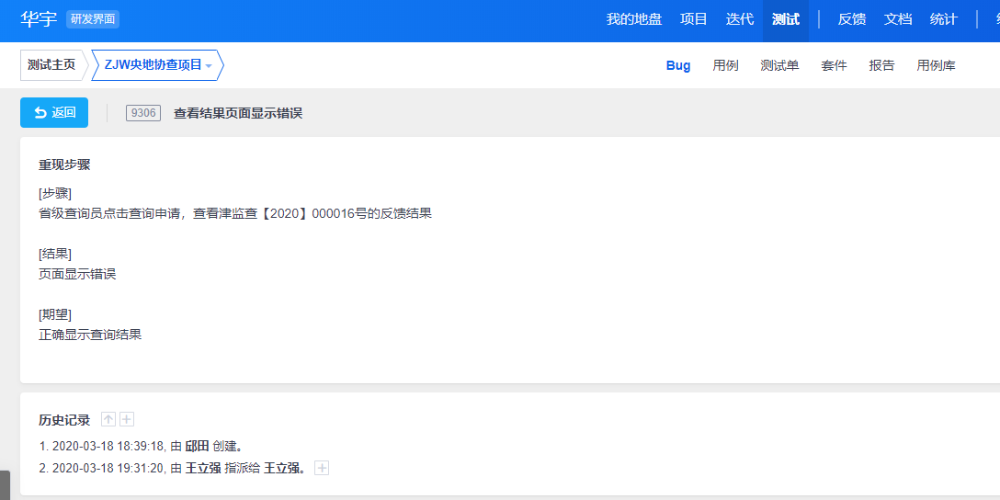 华宇 研发界面 我的地盘 项目 迭代 测试 反馈 文档 统计
测试主页 ZJW央地协查项目 Bug 用例 测试单 套件 报告 用例库
返回 9306 查看结果页面显示错误
重现步骤
[步骤]
省级查询员点击查询申请，查看津监查【2020】000016号的反馈结果
[结果]
页面显示错误
[期望]
正确显示查询结果
历史记录
1. 2020-03-18 18:39:18, 由 邱田 创建。
2. 2020-03-18 19:31:20, 由 王立强 指派给 王立强。